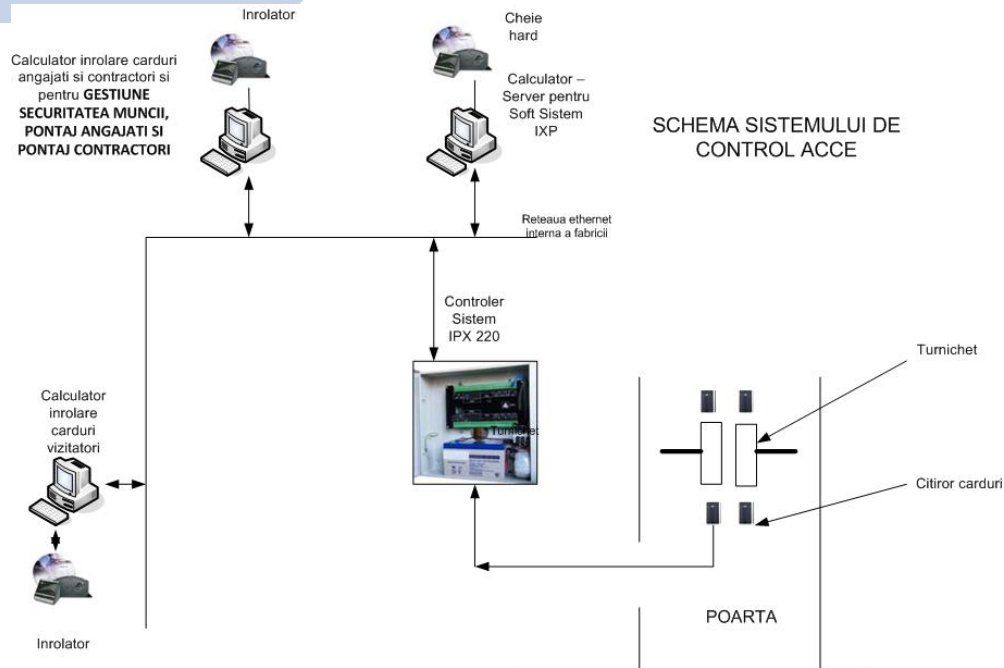 Inrolator
Cheie
hard
Calculator inrolare carduri
angajati si contractori si
pentru GESTIUNE
SECURITATEA MUNCII,
PONTAJ ANGAJATI SI
PONTAJ CONTRACTORI
Calculator –
Server pentru
Soft Sistem
IXP
SCHEMA SISTEMULUI DE
CONTROL ACCE
Reteaua ethernet
interna a fabricii
Controler
Sistem
IPX 220
Turnichet
Turnichet
Calculator
inrolare
carduri
vizitatori
Citiror carduri
POARTA
Inrolator